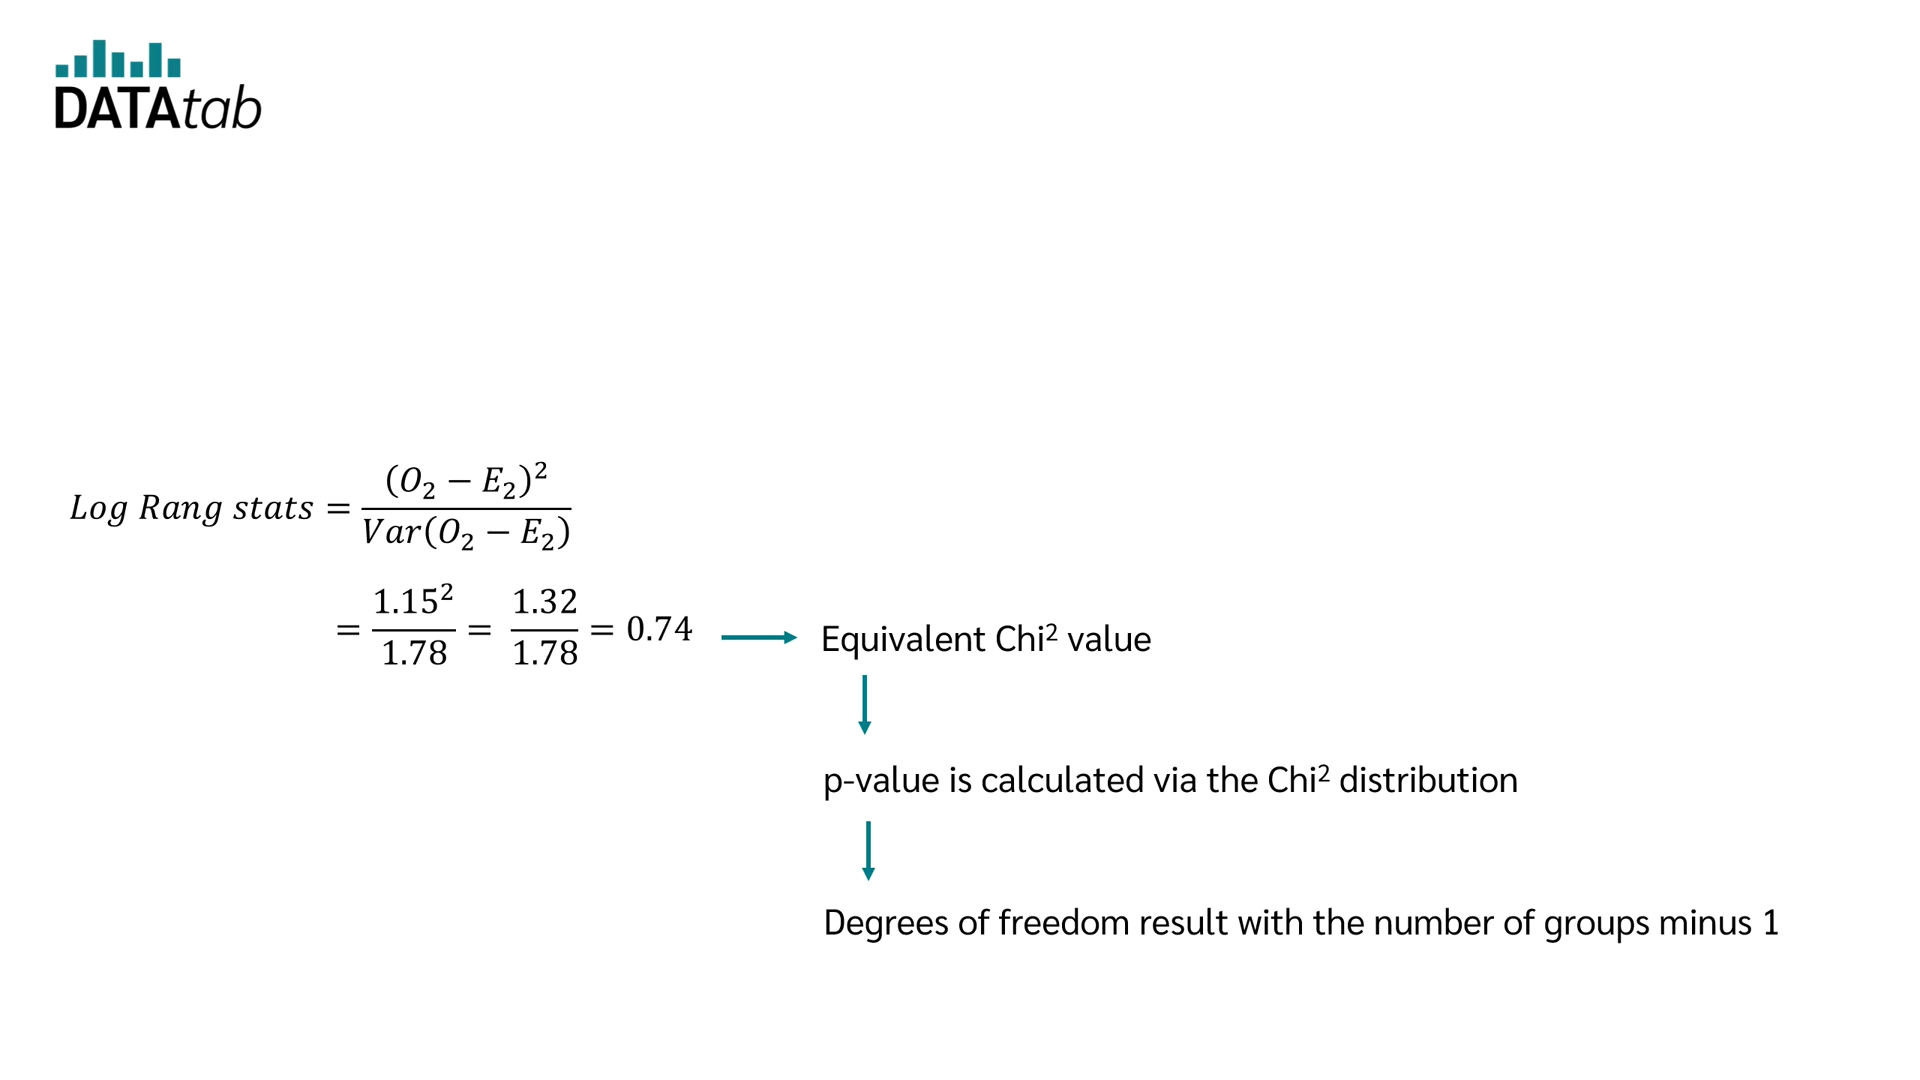 DATAtab
Log Rang stats = (O₂ − E₂)² / Var(O₂ − E₂)
= 1.15² / 1.78 = 1.32 / 1.78 = 0.74
Equivalent Chi² value
p-value is calculated via the Chi² distribution
Degrees of freedom result with the number of groups minus 1